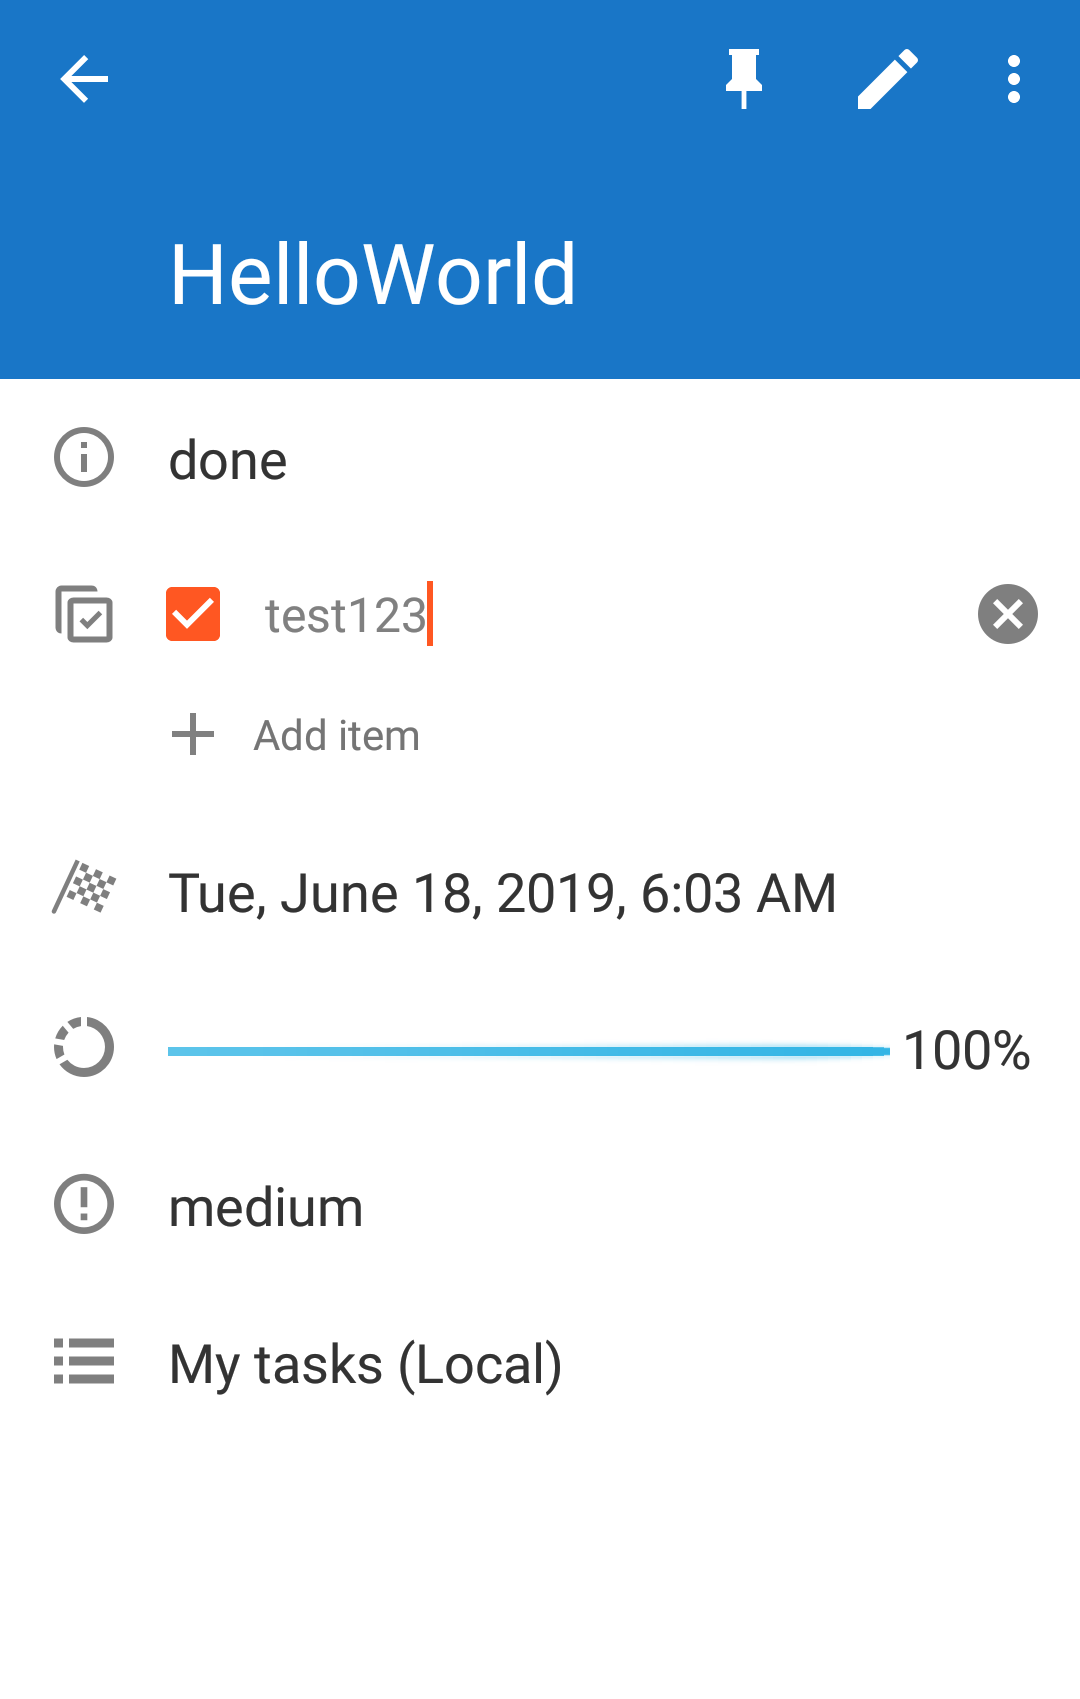 HelloWorld
done
test123
Add item
Tue, June 18, 2019, 6:03 AM
100%
medium
My tasks (Local)